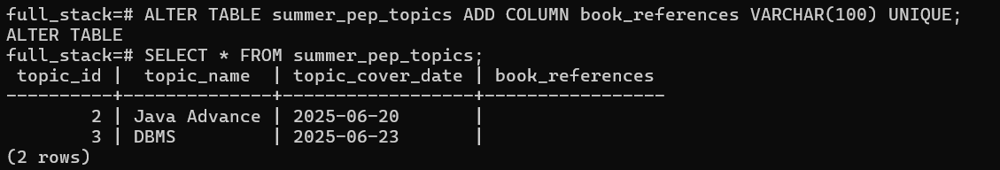 full_stack=# ALTER TABLE summer_pep_topics ADD COLUMN book_references VARCHAR(100) UNIQUE;
ALTER TABLE
full_stack=# SELECT * FROM summer_pep_topics;
 topic_id |  topic_name  | topic_cover_date | book_references
----------+--------------+------------------+-----------------
        2 | Java Advance | 2025-06-20       |
        3 | DBMS         | 2025-06-23       |
(2 rows)